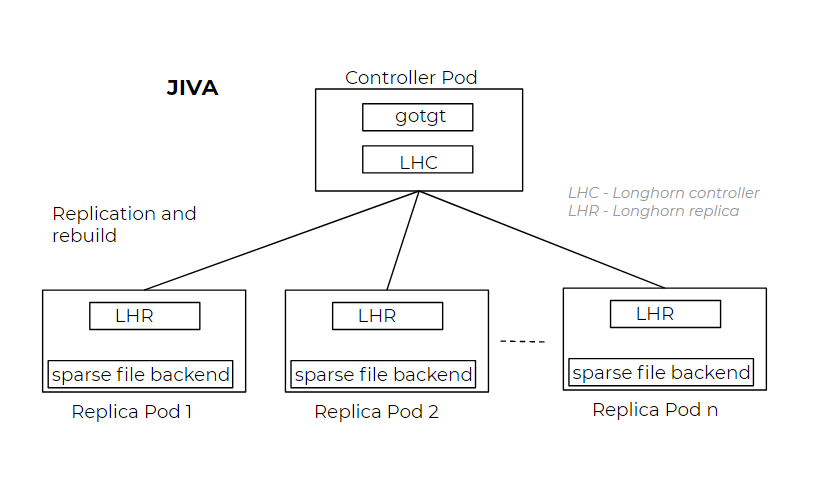 JIVA
Controller Pod
gotgt
LHC
LHC - Longhorn controller
LHR - Longhorn replica
Replication and
rebuild
LHR
sparse file backend
Replica Pod 1
LHR
sparse file backend
Replica Pod 2
LHR
sparse file backend
Replica Pod n